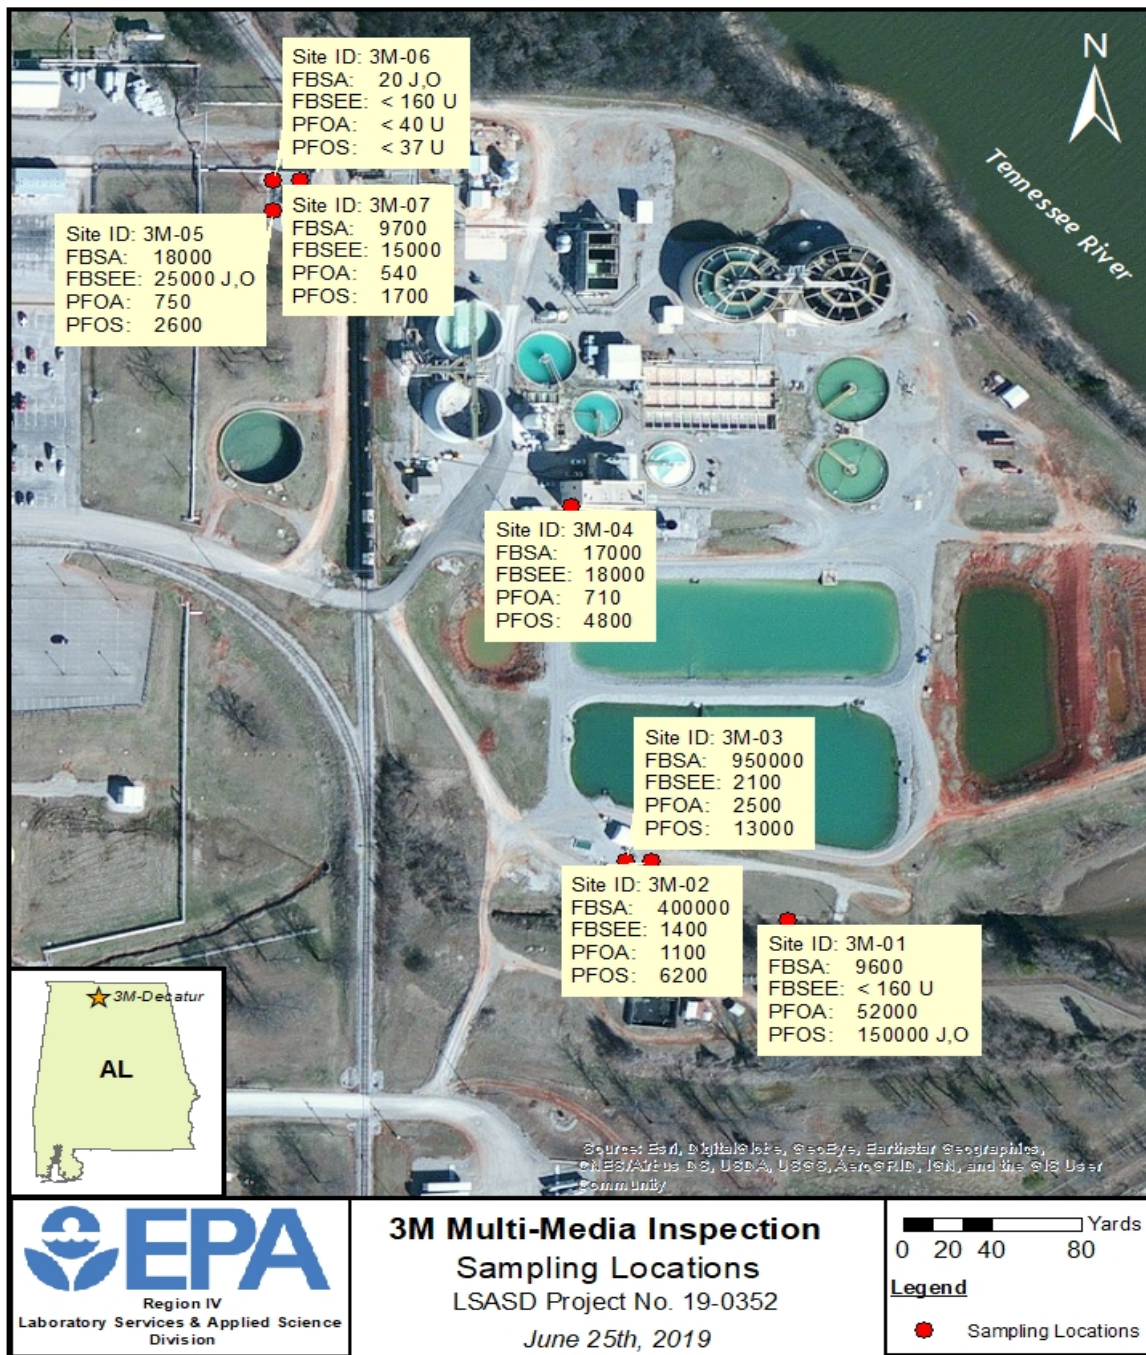 Site ID: 3M-06
FBSA: 20 J,O
FBSEE: < 160 U
PFOA: < 40 U
PFOS: < 37 U
N
Tennessee River
Site ID: 3M-07
FBSA: 9700
FBSEE: 15000
PFOA: 540
PFOS: 1700
Site ID: 3M-05
FBSA: 18000
FBSEE: 25000 J,O
PFOA: 750
PFOS: 2600
Site ID: 3M-04
FBSA: 17000
FBSEE: 18000
PFOA: 710
PFOS: 4800
Site ID: 3M-03
FBSA: 950000
FBSEE: 2100
PFOA: 2500
PFOS: 13000
Site ID: 3M-02
FBSA: 400000
FBSEE: 1400
PFOA: 1100
PFOS: 6200
Site ID: 3M-01
FBSA: 9600
FBSEE: < 160 U
PFOA: 52000
PFOS: 150000 J,O
3M-Decatur
AL
Source: Esri, DigitalGlobe, GeoEye, Earthstar Geographics,
CNES/Airbus DS, USDA, USGS, AeroGRID, IGN, and the GIS User
Community
EPA
Region IV
Laboratory Services & Applied Science
Division
3M Multi-Media Inspection
Sampling Locations
LSASD Project No. 19-0352
June 25th, 2019
Yards
0 20 40 80
Legend
Sampling Locations